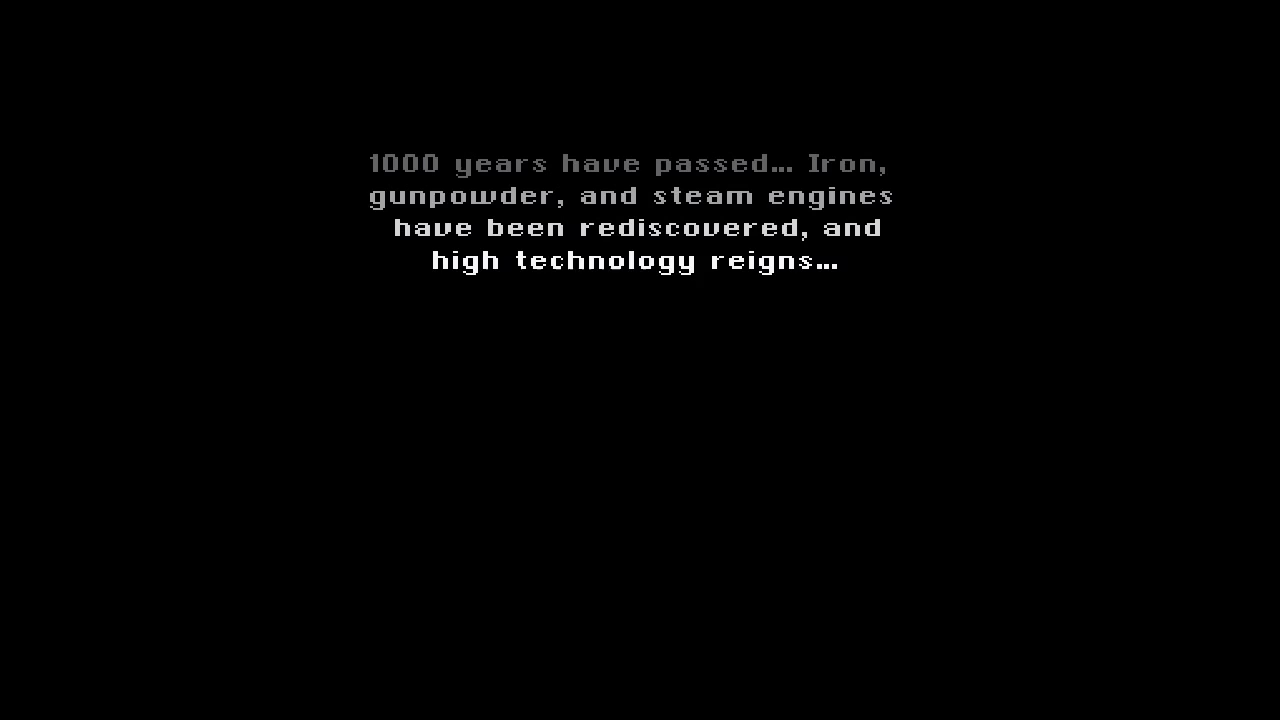 1000 years have passed... Iron,
gunpowder, and steam engines
have been rediscovered, and
high technology reigns...